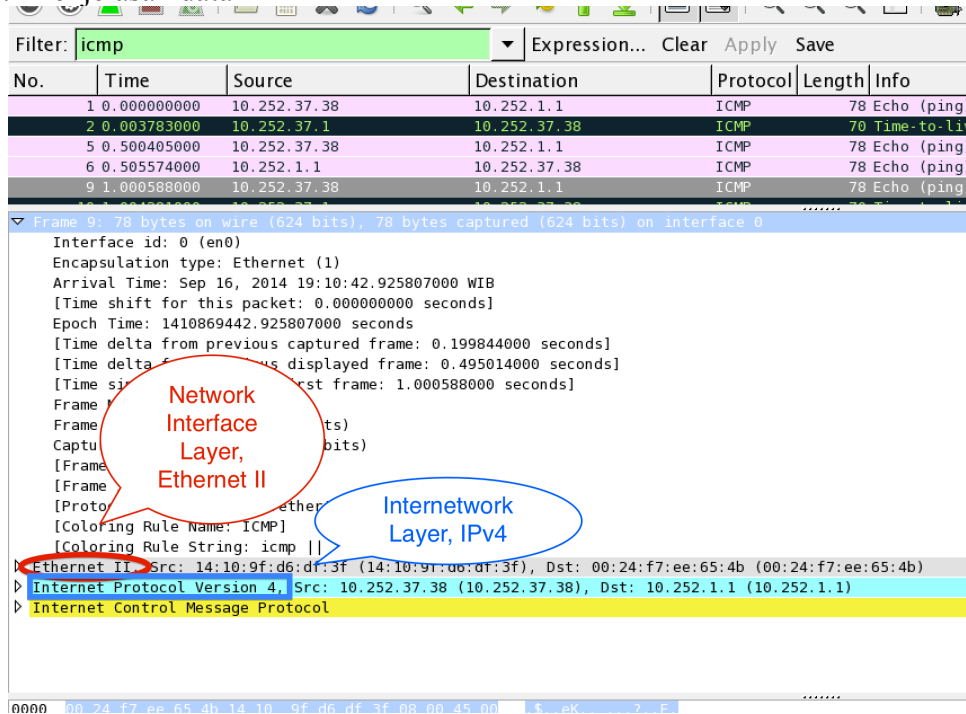 Filter: icmp Expression... Clear Apply Save
No. Time Source Destination Protocol Length Info
1 0.000000000 10.252.37.38 10.252.1.1 ICMP 78 Echo (ping
2 0.003783000 10.252.37.1 10.252.37.38 ICMP 70 Time-to-li
5 0.500405000 10.252.37.38 10.252.1.1 ICMP 78 Echo (ping
6 0.505574000 10.252.1.1 10.252.37.38 ICMP 78 Echo (ping
9 1.000588000 10.252.37.38 10.252.1.1 ICMP 78 Echo (ping
Frame 9: 78 bytes on wire (624 bits), 78 bytes captured (624 bits) on interface 0
Interface id: 0 (en0)
Encapsulation type: Ethernet (1)
Arrival Time: Sep 16, 2014 19:10:42.925807000 WIB
[Time shift for this packet: 0.000000000 seconds]
Epoch Time: 1410869442.925807000 seconds
[Time delta from previous captured frame: 0.199844000 seconds]
[Time delta displayed frame: 0.495014000 seconds]
[Time frame: 1.000588000 seconds]
Frame
Frame
[Frame
[Frame
[Coloring Rule Name: ICMP]
[Coloring Rule String: icmp ||
Network
Interface
Layer,
Ethernet II
Internetwork
Layer, IPv4
Ethernet II, Src: 14:10:9f:d6:df:3f (14:10:9f:d6:df:3f), Dst: 00:24:f7:ee:65:4b (00:24:f7:ee:65:4b)
Internet Protocol Version 4, Src: 10.252.37.38 (10.252.37.38), Dst: 10.252.1.1 (10.252.1.1)
Internet Control Message Protocol
0000 00 24 f7 ee 65 4b 14 10 9f d6 df 3f 08 00 45 00 .$..eK.. ...?..E.